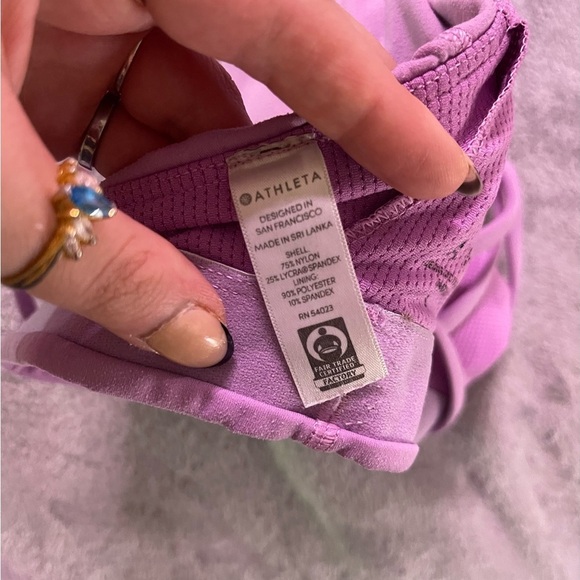 ATHLETA
DESIGNED IN
SAN FRANCISCO
MADE IN SRI LANKA
SHELL:
75% NYLON
25% LYCRA® SPANDEX
LINING:
90% POLYESTER
10% SPANDEX
RN 54023
FAIR TRADE
CERTIFIED
FACTORY